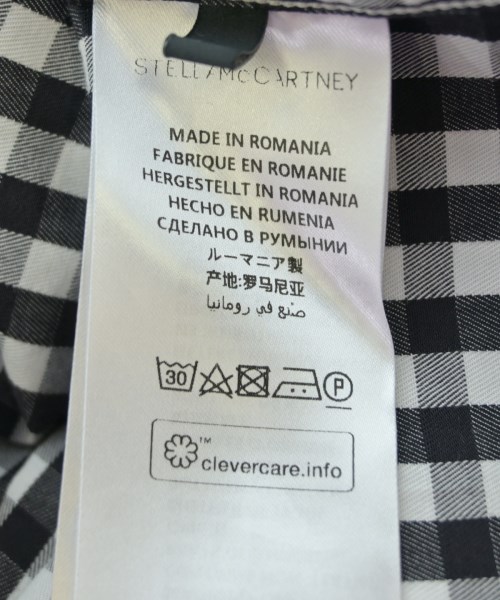 STELLA McCARTNEY
MADE IN ROMANIA
FABRIQUE EN ROMANIE
HERGESTELLT IN ROMANIA
HECHO EN RUMENIA
СДЕЛАНО В РУМЫНИИ
ルーマニア製
产地:罗马尼亚
صنع في رومانيا
30 P
™
clevercare.info